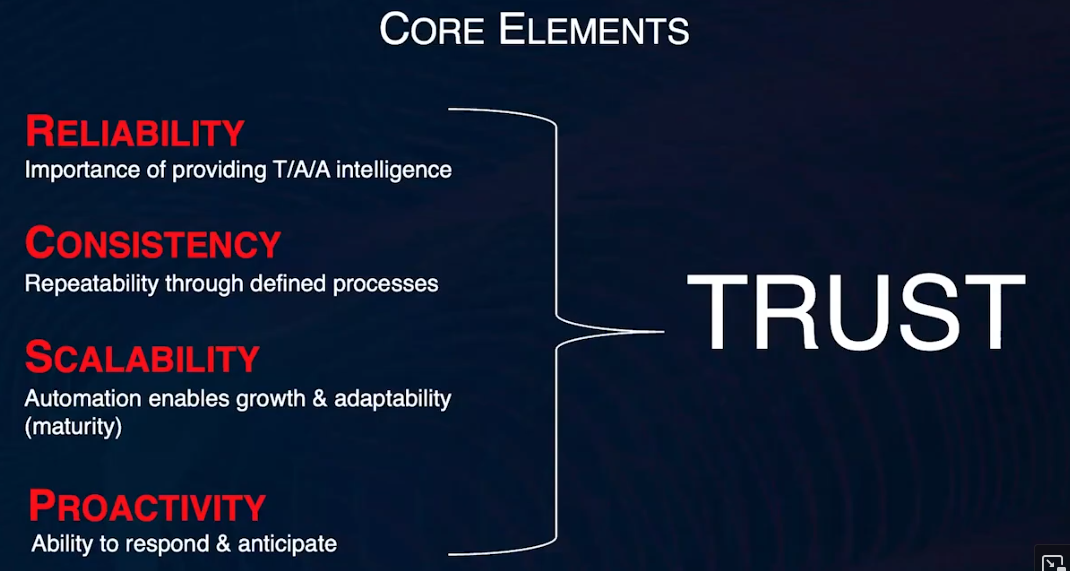 CORE ELEMENTS
RELIABILITY
Importance of providing T/A/A intelligence
CONSISTENCY
Repeatability through defined processes
SCALABILITY
Automation enables growth & adaptability
(maturity)
PROACTIVITY
Ability to respond & anticipate
TRUST